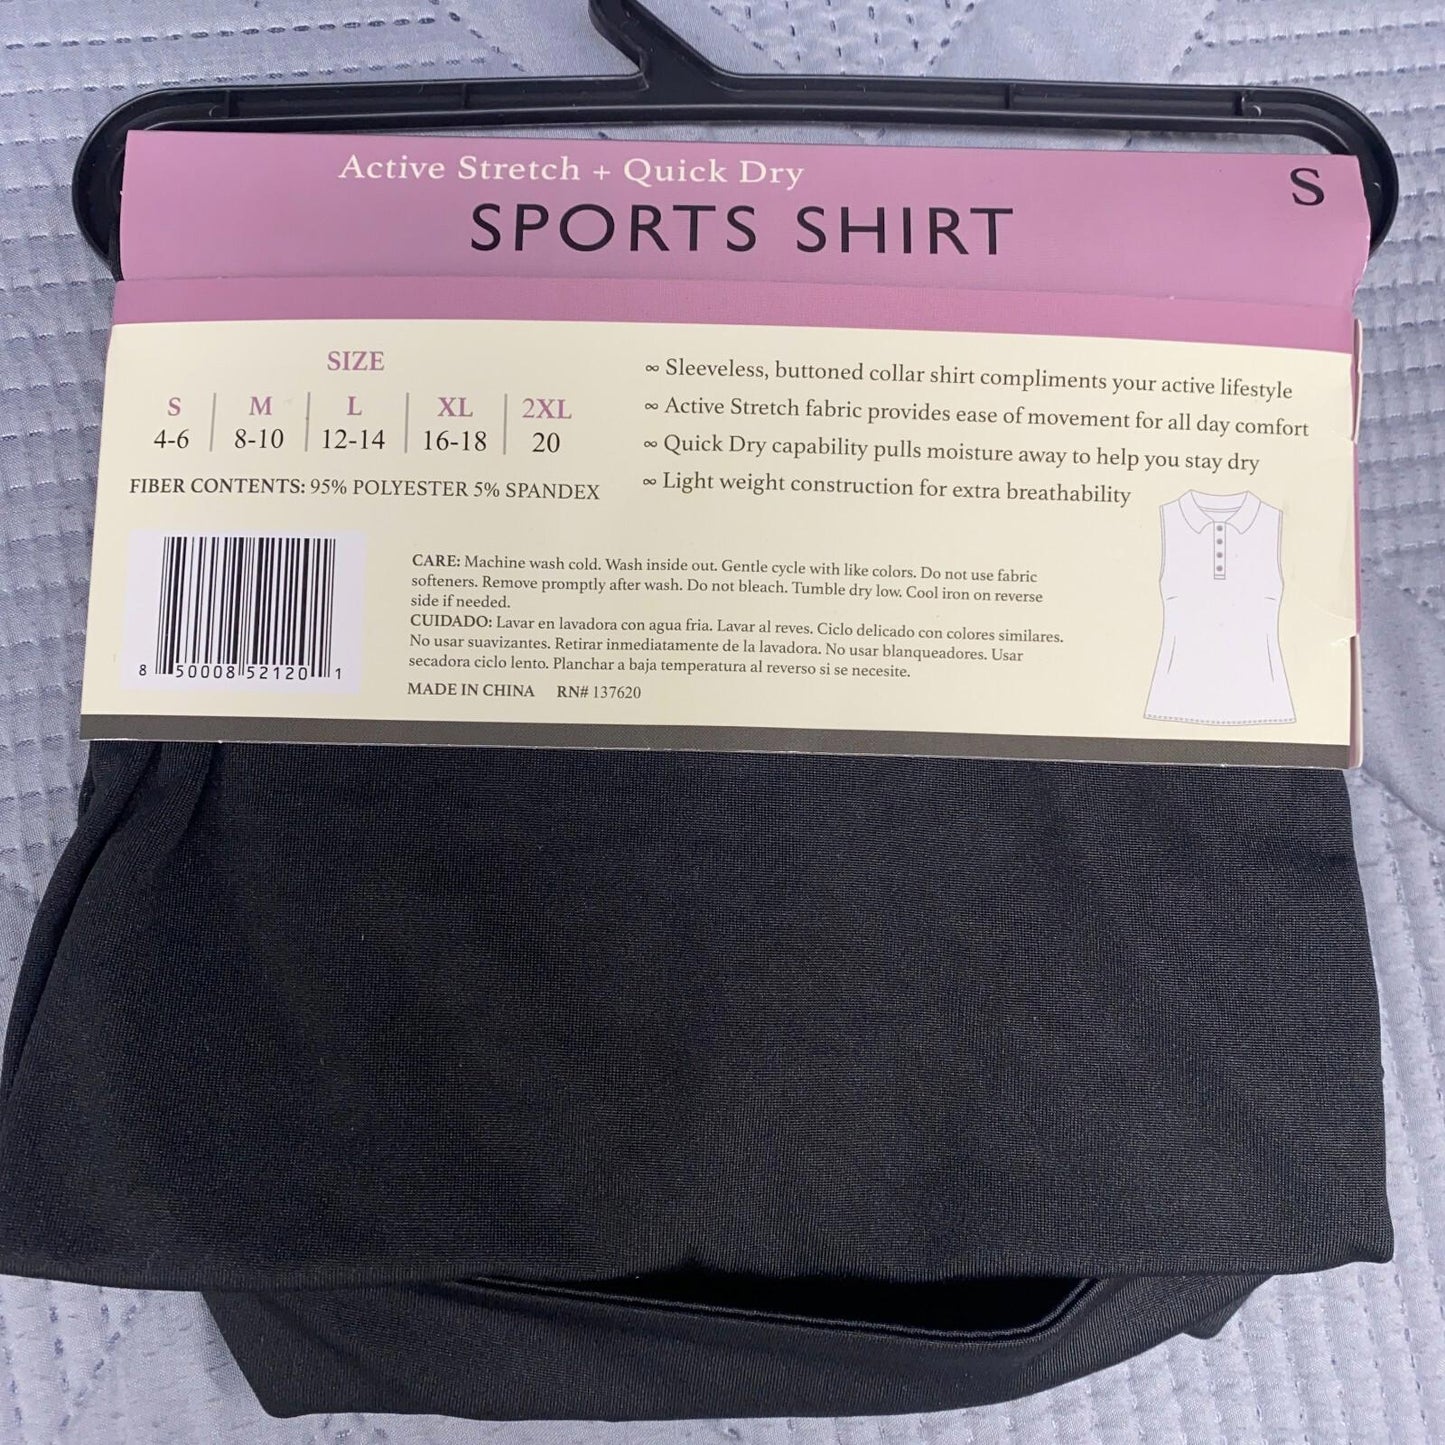 Active Stretch + Quick Dry
SPORTS SHIRT
S
SIZE
S M L XL 2XL
4-6 8-10 12-14 16-18 20
FIBER CONTENTS: 95% POLYESTER 5% SPANDEX
∞ Sleeveless, buttoned collar shirt compliments your active lifestyle
∞ Active Stretch fabric provides ease of movement for all day comfort
∞ Quick Dry capability pulls moisture away to help you stay dry
∞ Light weight construction for extra breathability
8 50008 52120 1
CARE: Machine wash cold. Wash inside out. Gentle cycle with like colors. Do not use fabric
softeners. Remove promptly after wash. Do not bleach. Tumble dry low. Cool iron on reverse
side if needed.
CUIDADO: Lavar en lavadora con agua fria. Lavar al reves. Ciclo delicado con colores similares.
No usar suavizantes. Retirar inmediatamente de la lavadora. No usar blanqueadores. Usar
secadora ciclo lento. Planchar a baja temperatura al reverso si se necesite.
MADE IN CHINA RN# 137620